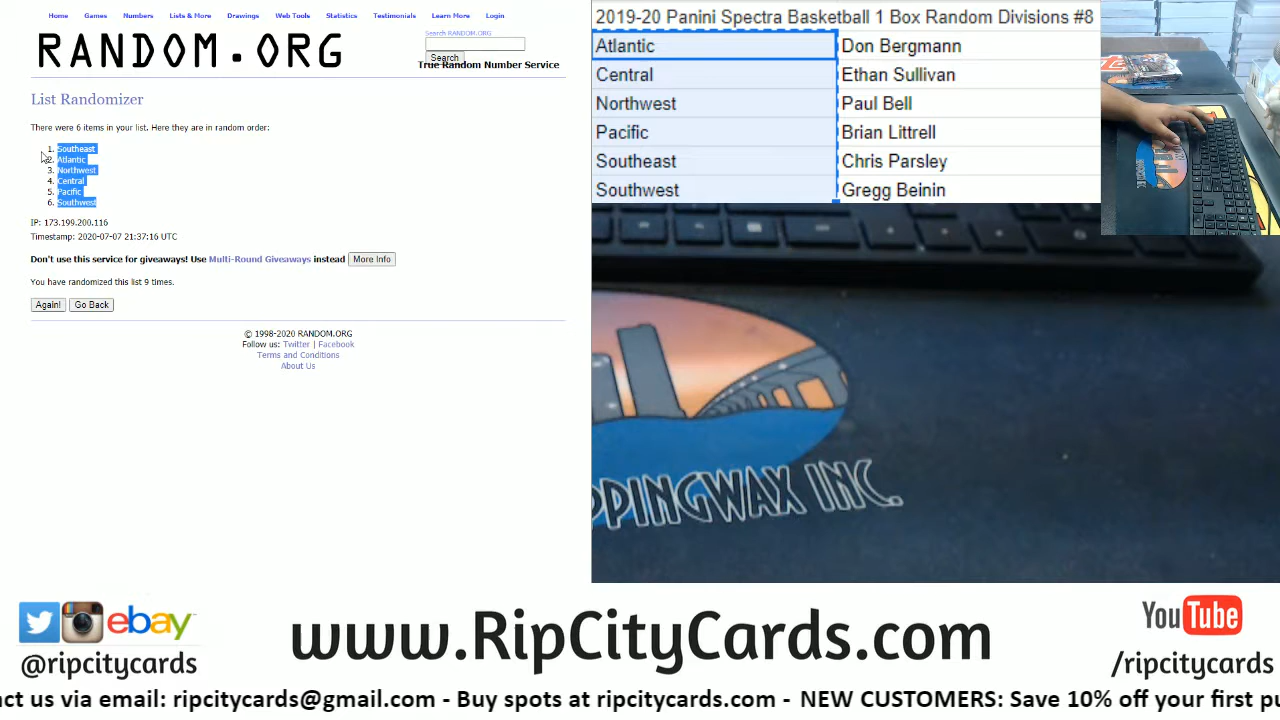 Home Games Numbers Lists & More Drawings Web Tools Statistics Testimonials Learn More Login
RANDOM.ORG
Search RANDOM.ORG
Search
True Random Number Service
List Randomizer
There were 6 items in your list. Here they are in random order:
1. Southeast
2. Atlantic
3. Northwest
4. Central
5. Pacific
6. Southwest
IP: 173.199.200.116
Timestamp: 2020-07-07 21:37:16 UTC
Don't use this service for giveaways! Use Multi-Round Giveaways instead More Info
You have randomized this list 9 times.
Again! Go Back
© 1998-2020 RANDOM.ORG
Follow us: Twitter | Facebook
Terms and Conditions
About Us
2019-20 Panini Spectra Basketball 1 Box Random Divisions #8
Atlantic Don Bergmann
Central Ethan Sullivan
Northwest Paul Bell
Pacific Brian Littrell
Southeast Chris Parsley
Southwest Gregg Beinin
PPINGWAX INC.
ebay
@ripcitycards
www.RipCityCards.com
YouTube
/ripcitycards
act us via email: ripcitycards@gmail.com - Buy spots at ripcitycards.com - NEW CUSTOMERS: Save 10% off your first pu